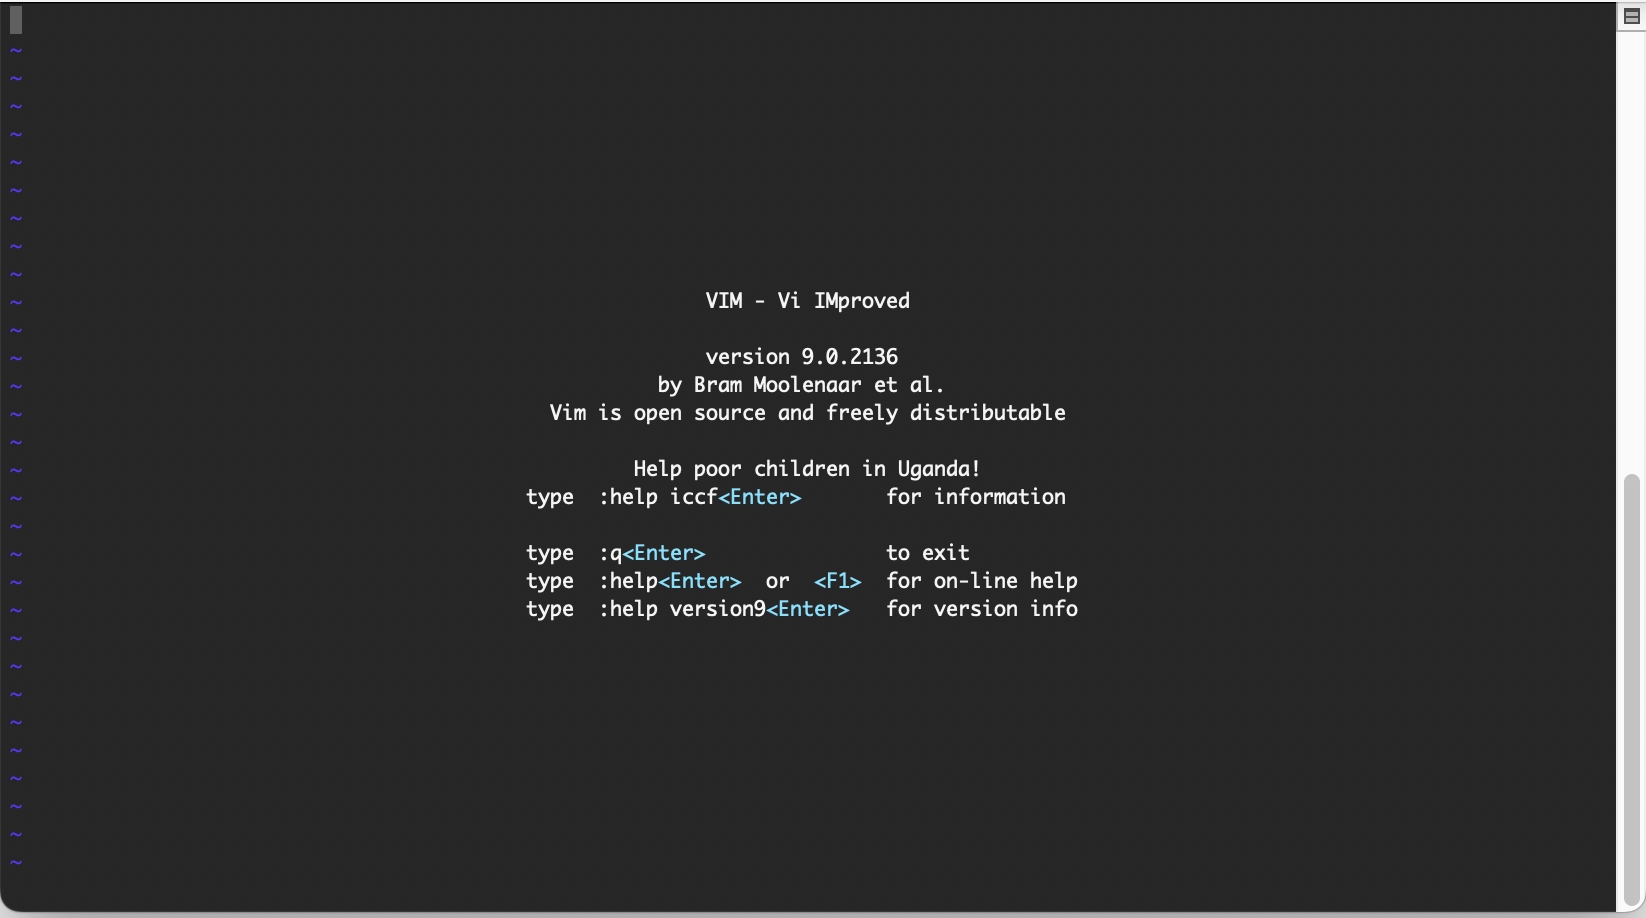 ~
~
~
~
~
~
~
~
~
~ VIM - Vi IMproved
~
~ version 9.0.2136
~ by Bram Moolenaar et al.
~ Vim is open source and freely distributable
~
~ Help poor children in Uganda!
~ type  :help iccf<Enter>       for information
~
~ type  :q<Enter>               to exit
~ type  :help<Enter>  or  <F1>  for on-line help
~ type  :help version9<Enter>   for version info
~
~
~
~
~
~
~
~
~